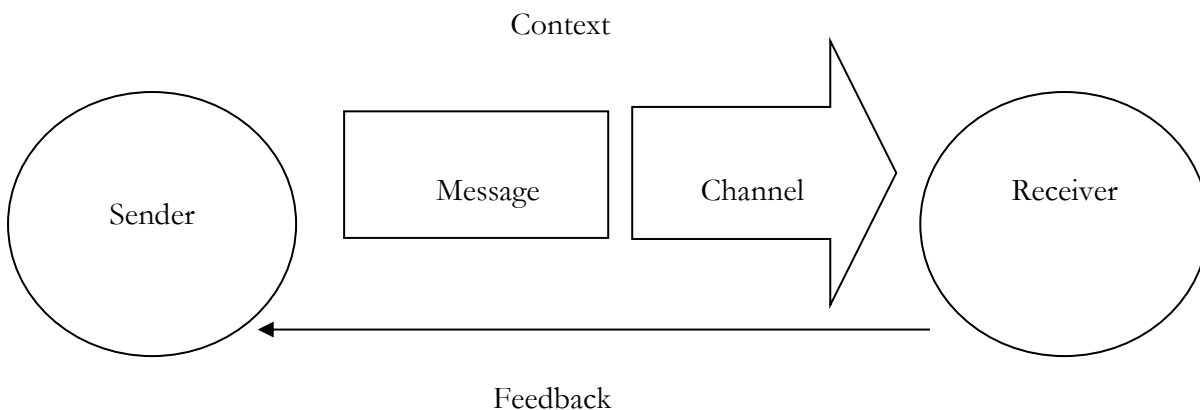 Context
Sender
Message
Channel
Receiver
Feedback